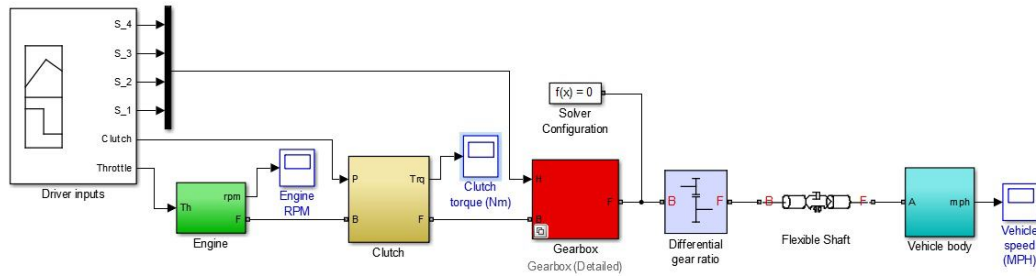 S_4
S_3
S_2
S_1
Clutch
Throttle
Driver inputs
Th
rpm
F
Engine
Engine
RPM
P
B
Trq
F
Clutch
Clutch
torque (Nm)
f(x) = 0
Solver
Configuration
H
B
F
Gearbox
Gearbox (Detailed)
B
F
Differential
gear ratio
B
F
Flexible Shaft
A
mph
Vehicle body
Vehicle
speed
(MPH)